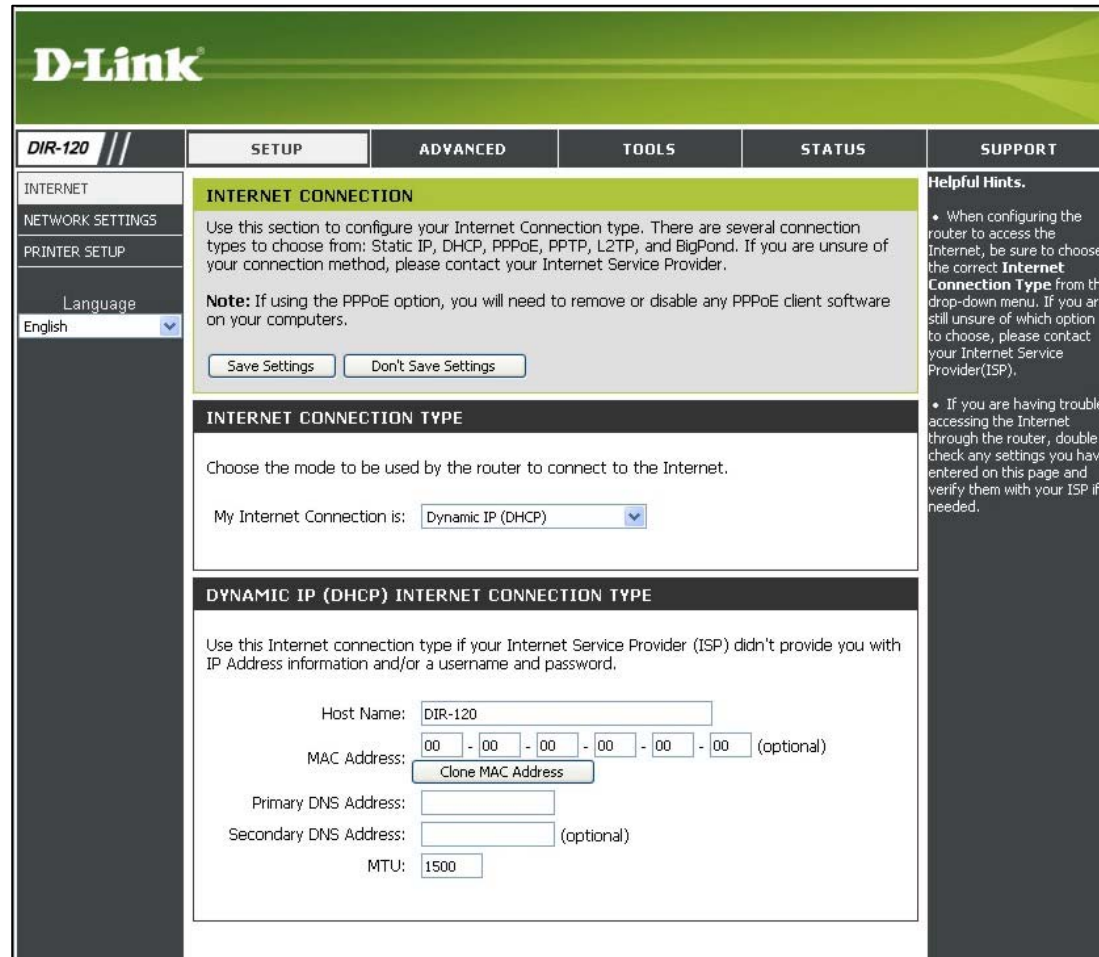 D-Link
DIR-120
SETUP
ADVANCED
TOOLS
STATUS
SUPPORT
INTERNET
NETWORK SETTINGS
PRINTER SETUP
Language
English
INTERNET CONNECTION
Use this section to configure your Internet Connection type. There are several connection
types to choose from: Static IP, DHCP, PPPoE, PPTP, L2TP, and BigPond. If you are unsure of
your connection method, please contact your Internet Service Provider.
Note: If using the PPPoE option, you will need to remove or disable any PPPoE client software
on your computers.
Save Settings
Don't Save Settings
INTERNET CONNECTION TYPE
Choose the mode to be used by the router to connect to the Internet.
My Internet Connection is: Dynamic IP (DHCP)
DYNAMIC IP (DHCP) INTERNET CONNECTION TYPE
Use this Internet connection type if your Internet Service Provider (ISP) didn't provide you with
IP Address information and/or a username and password.
Host Name: DIR-120
MAC Address: 00 - 00 - 00 - 00 - 00 - 00 (optional)
Clone MAC Address
Primary DNS Address:
Secondary DNS Address: (optional)
MTU: 1500
Helpful Hints.
• When configuring the
router to access the
Internet, be sure to choose
the correct Internet
Connection Type from th
drop-down menu. If you ar
still unsure of which option
to choose, please contact
your Internet Service
Provider(ISP).
• If you are having trouble
accessing the Internet
through the router, double
check any settings you hav
entered on this page and
verify them with your ISP if
needed.